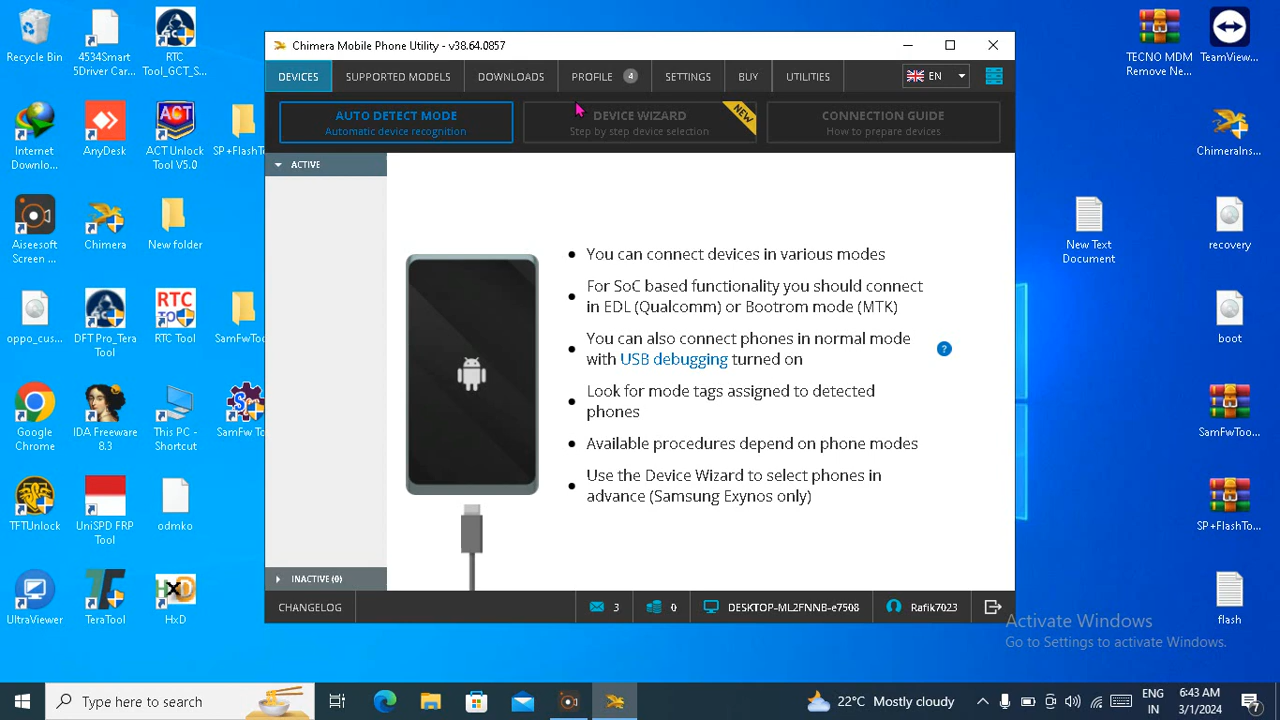 Recycle Bin
4534Smart
5Driver Car...
RTC
Tool_GCT_S...
Internet
Downlo...
AnyDesk
ACT Unlock
Tool V5.0
SP+FlashTo
Aiseesoft
Screen ...
Chimera
New folder
oppo_cus...
DFT Pro_Tera
Tool
RTC Tool
SamFwToo
Google
Chrome
IDA Freeware
8.3
This PC -
Shortcut
SamFw To
TFTUnlock
UniSPD FRP
Tool
odmko
UltraViewer
TeraTool
HxD
Chimera Mobile Phone Utility - v38.64.0857
DEVICES
SUPPORTED MODELS
DOWNLOADS
PROFILE 4
SETTINGS
BUY
UTILITIES
EN
AUTO DETECT MODE
Automatic device recognition
DEVICE WIZARD
Step by step device selection
NEW
CONNECTION GUIDE
How to prepare devices
ACTIVE
• You can connect devices in various modes
• For SoC based functionality you should connect
in EDL (Qualcomm) or Bootrom mode (MTK)
• You can also connect phones in normal mode
with USB debugging turned on
?
• Look for mode tags assigned to detected
phones
• Available procedures depend on phone modes
• Use the Device Wizard to select phones in
advance (Samsung Exynos only)
INACTIVE (0)
CHANGELOG
3
0
DESKTOP-ML2FNNB-e7508
Rafik7023
TECNO MDM
Remove Ne...
TeamView...
ChimeraIns...
New Text
Document
recovery
boot
SamFwToo...
SP+FlashTo...
flash
Activate Windows
Go to Settings to activate Windows.
Type here to search
22°C Mostly cloudy
ENG
IN
6:43 AM
3/1/2024
7